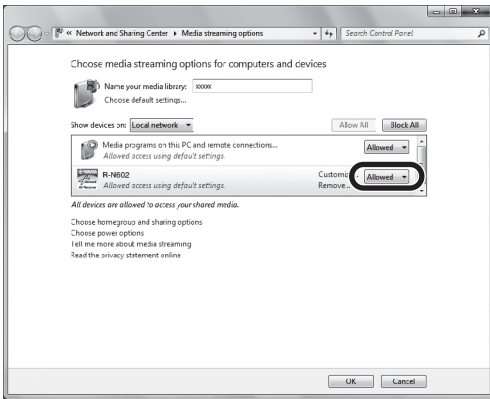 « Network and Sharing Center ▸ Media streaming options
Search Control Panel
Choose media streaming options for computers and devices
Name your media library: xxxxx
Choose default settings...
Show devices on: Local network
Allow All Block All
Media programs on this PC and remote connections...
Allowed access using default settings.
Allowed
R-N602
Allowed access using default settings.
Customize...
Remove...
Allowed
All devices are allowed to access your shared media.
Choose homegroup and sharing options
Choose power options
Tell me more about media streaming
Read the privacy statement online
OK Cancel